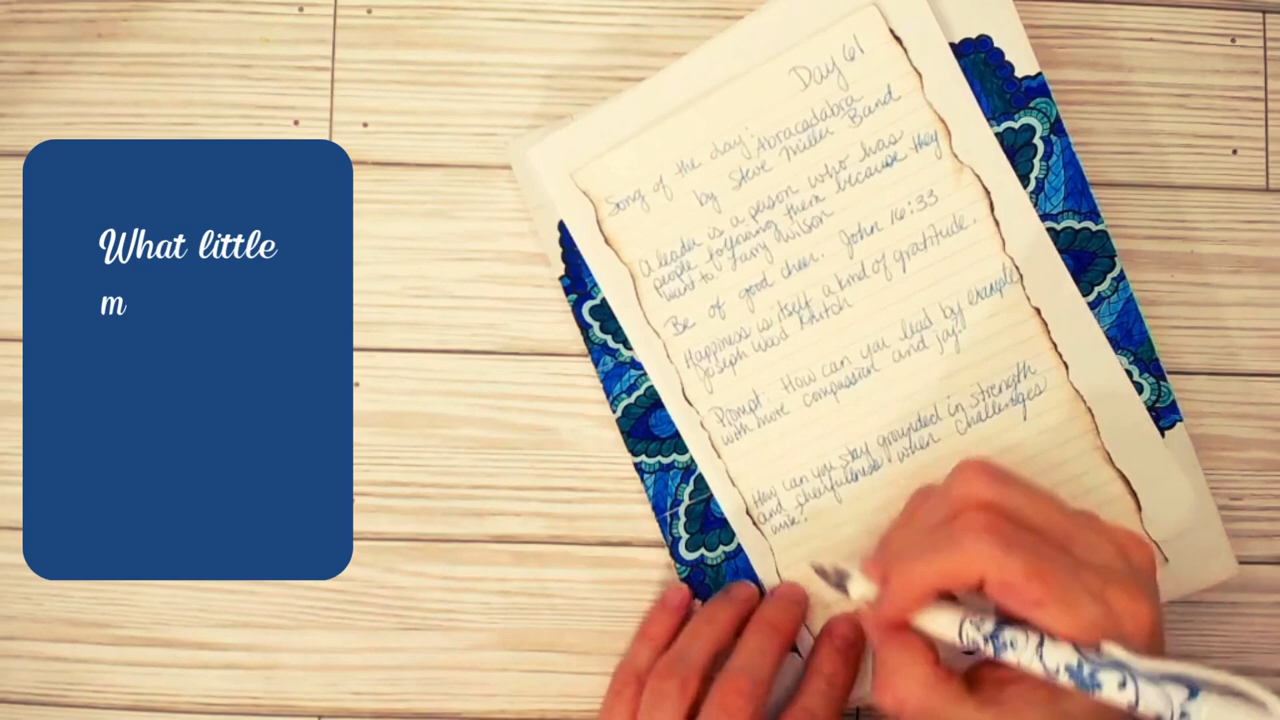 What little
m
Day 61
Song of the day: Abracadabra
by Steve Miller Band
A leader is a person who has
people following them because they
want to Larry Wilson
Be of good cheer. John 16:33
Happiness is itself a kind of gratitude.
Joseph Wood Krutch
Prompt: How can you lead by example
with more compassion and joy?
How can you stay grounded in strength
and cheerfulness when challenges
arise?